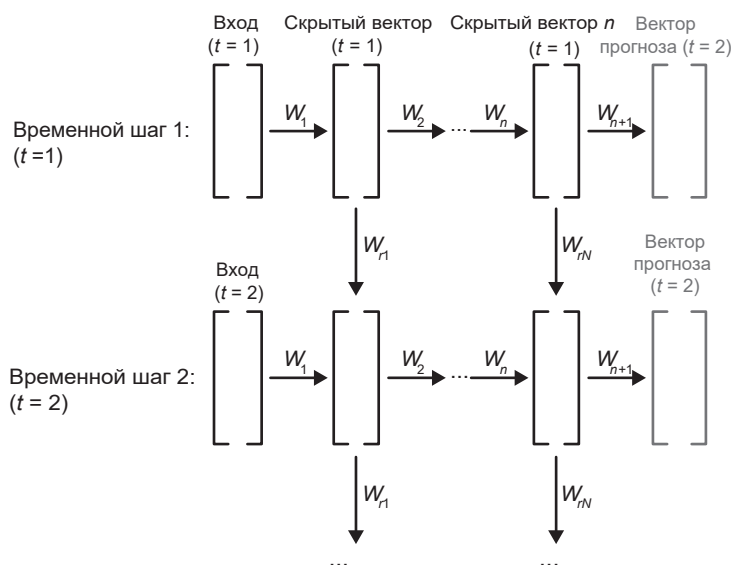 Вход
(t = 1)
Скрытый вектор
(t = 1)
Скрытый вектор n
(t = 1)
Вектор
прогноза (t = 2)
Временной шаг 1:
(t =1)
W1
W2
...
Wn
Wn+1
Wr1
WrN
Вход
(t = 2)
Вектор
прогноза
(t = 2)
Временной шаг 2:
(t = 2)
W1
W2
...
Wn
Wn+1
Wr1
WrN
...
...